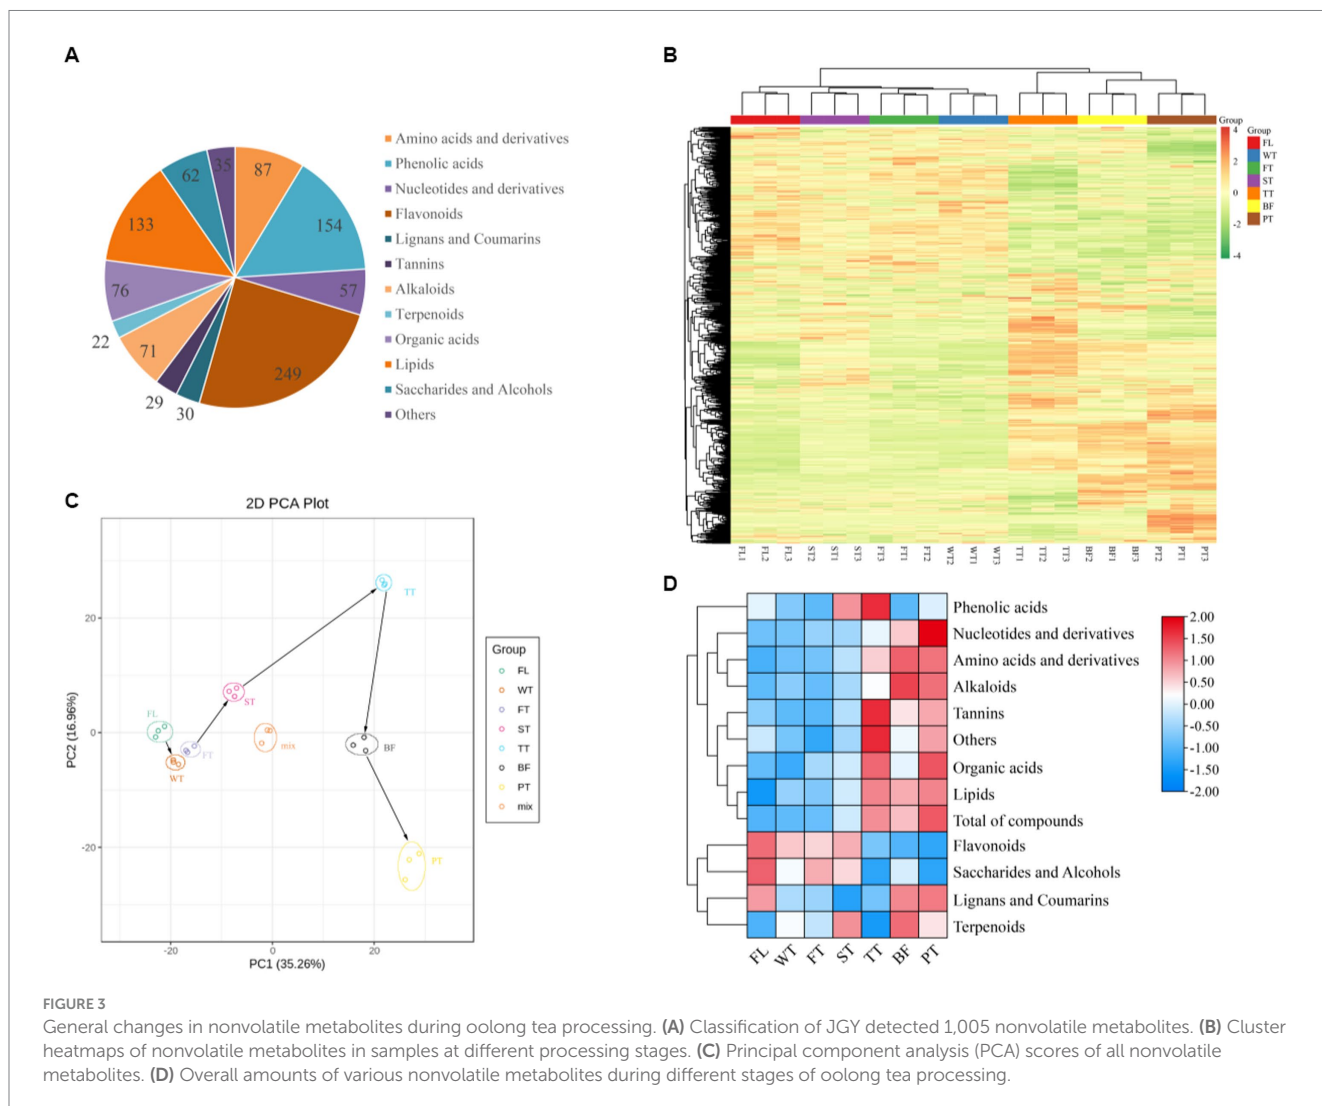 A
87
154
57
249
30
29
71
22
76
133
62
35
Amino acids and derivatives
Phenolic acids
Nucleotides and derivatives
Flavonoids
Lignans and Coumarins
Tannins
Alkaloids
Terpenoids
Organic acids
Lipids
Saccharides and Alcohols
Others
B
Group
4
2
0
-2
-4
Group
FL
WT
FT
ST
TT
BF
PT
FL1
FL2
FL3
ST2
ST1
ST3
FT3
FT1
FT2
WT2
WT1
WT3
TT1
TT2
TT3
BF2
BF1
BF3
PT2
PT1
PT3
C
2D PCA Plot
PC2 (16.96%)
20
0
-20
-20
0
20
PC1 (35.26%)
FL
WT
FT
ST
mix
TT
BF
PT
Group
FL
WT
FT
ST
TT
BF
PT
mix
D
Phenolic acids
Nucleotides and derivatives
Amino acids and derivatives
Alkaloids
Tannins
Others
Organic acids
Lipids
Total of compounds
Flavonoids
Saccharides and Alcohols
Lignans and Coumarins
Terpenoids
FL
WT
FT
ST
TT
BF
PT
2.00
1.50
1.00
0.50
0.00
-0.50
-1.00
-1.50
-2.00
FIGURE 3
General changes in nonvolatile metabolites during oolong tea processing. (A) Classification of JGY detected 1,005 nonvolatile metabolites. (B) Cluster
heatmaps of nonvolatile metabolites in samples at different processing stages. (C) Principal component analysis (PCA) scores of all nonvolatile
metabolites. (D) Overall amounts of various nonvolatile metabolites during different stages of oolong tea processing.